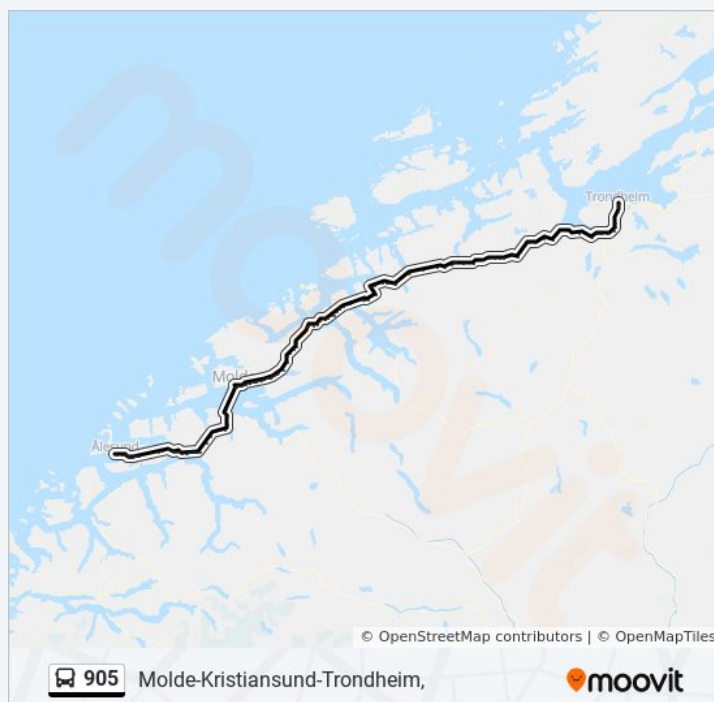 Trondheim
Molde
Ålesund
© OpenStreetMap contributors | © OpenMapTiles
905 Molde-Kristiansund-Trondheim,
moovit